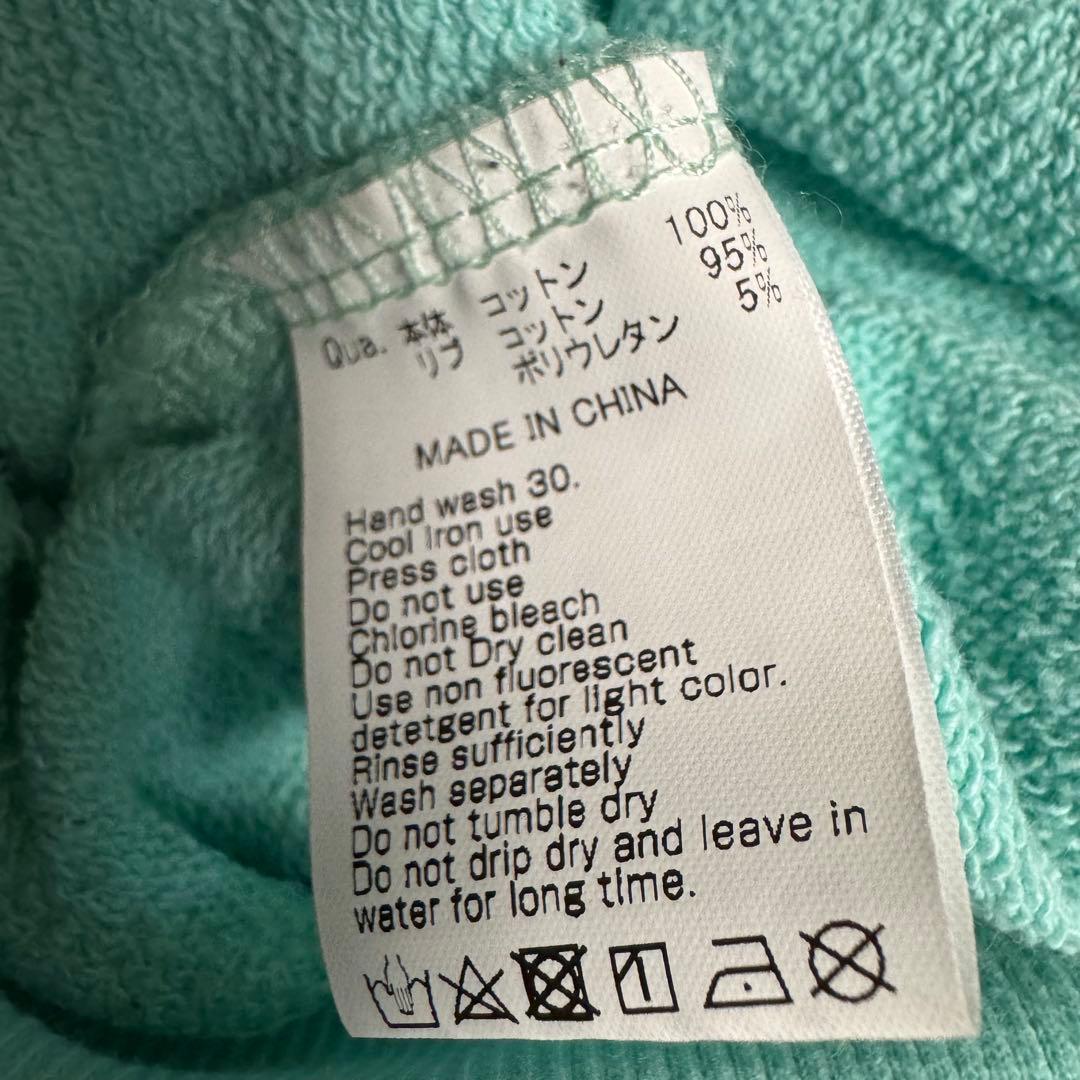 Qua. 本体 コットン 100%
リブ コットン 95%
ポリウレタン 5%
MADE IN CHINA
Hand wash 30.
Cool Iron use
Press cloth
Do not use
Chlorine bleach
Do not Dry clean
Use non fluorescent
detetgent for light color.
Rinse sufficiently
Wash separately
Do not tumble dry
Do not drip dry and leave in
water for long time.